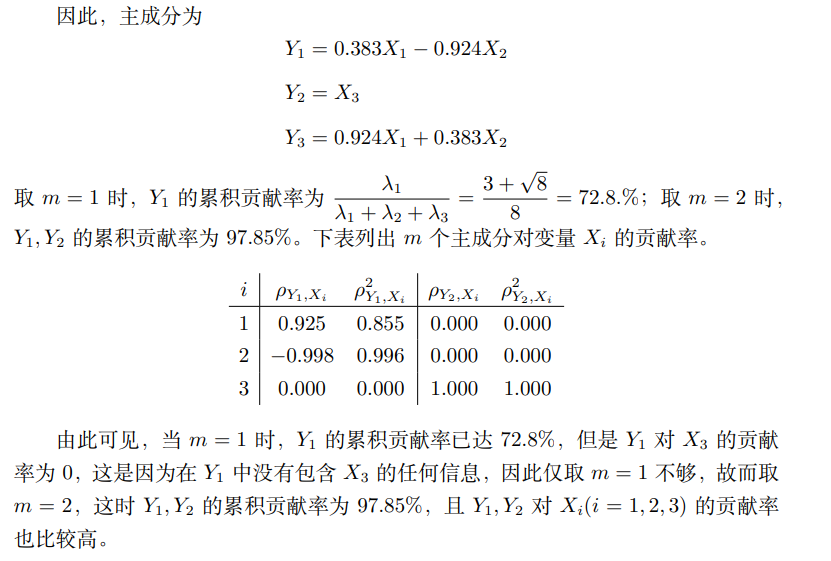 因此，主成分为
Y₁ = 0.383X₁ − 0.924X₂
Y₂ = X₃
Y₃ = 0.924X₁ + 0.383X₂
取 m = 1 时，Y₁ 的累积贡献率为 λ₁/(λ₁ + λ₂ + λ₃) = (3 + √8)/8 = 72.8.%；取 m = 2 时，
Y₁, Y₂ 的累积贡献率为 97.85%。下表列出 m 个主成分对变量 Xᵢ 的贡献率。
i ρ_{Y₁,Xᵢ} ρ²_{Y₁,Xᵢ} ρ_{Y₂,Xᵢ} ρ²_{Y₂,Xᵢ}
1 0.925 0.855 0.000 0.000
2 −0.998 0.996 0.000 0.000
3 0.000 0.000 1.000 1.000
由此可见，当 m = 1 时，Y₁ 的累积贡献率已达 72.8%，但是 Y₁ 对 X₃ 的贡献
率为 0，这是因为在 Y₁ 中没有包含 X₃ 的任何信息，因此仅取 m = 1 不够，故而取
m = 2，这时 Y₁, Y₂ 的累积贡献率为 97.85%，且 Y₁, Y₂ 对 Xᵢ(i = 1, 2, 3) 的贡献率
也比较高。